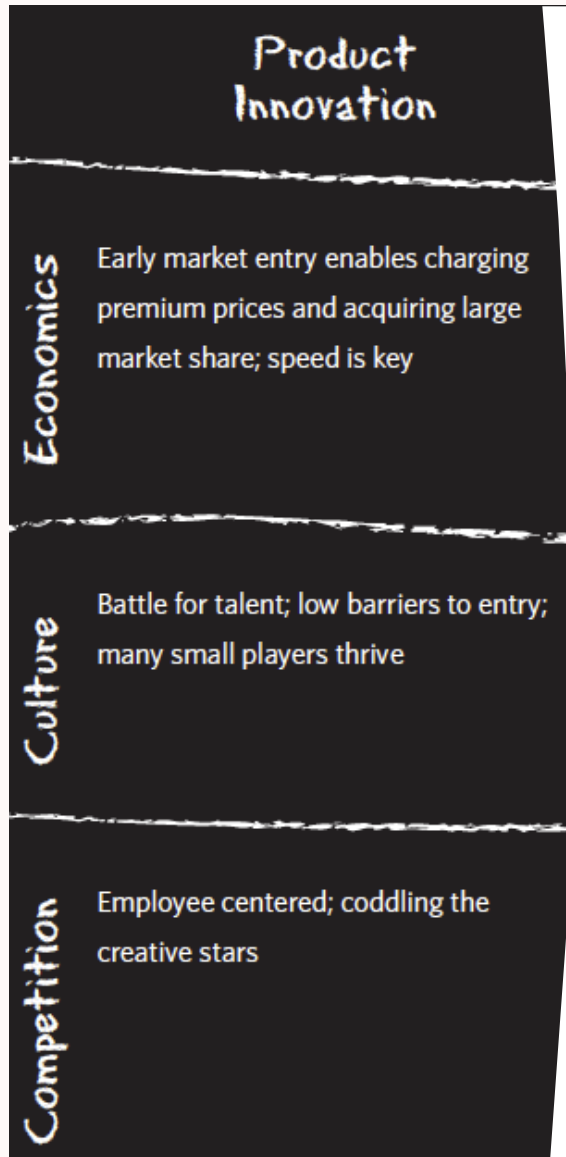 Product
Innovation
Economics
Early market entry enables charging
premium prices and acquiring large
market share; speed is key
Culture
Battle for talent; low barriers to entry;
many small players thrive
Competition
Employee centered; coddling the
creative stars